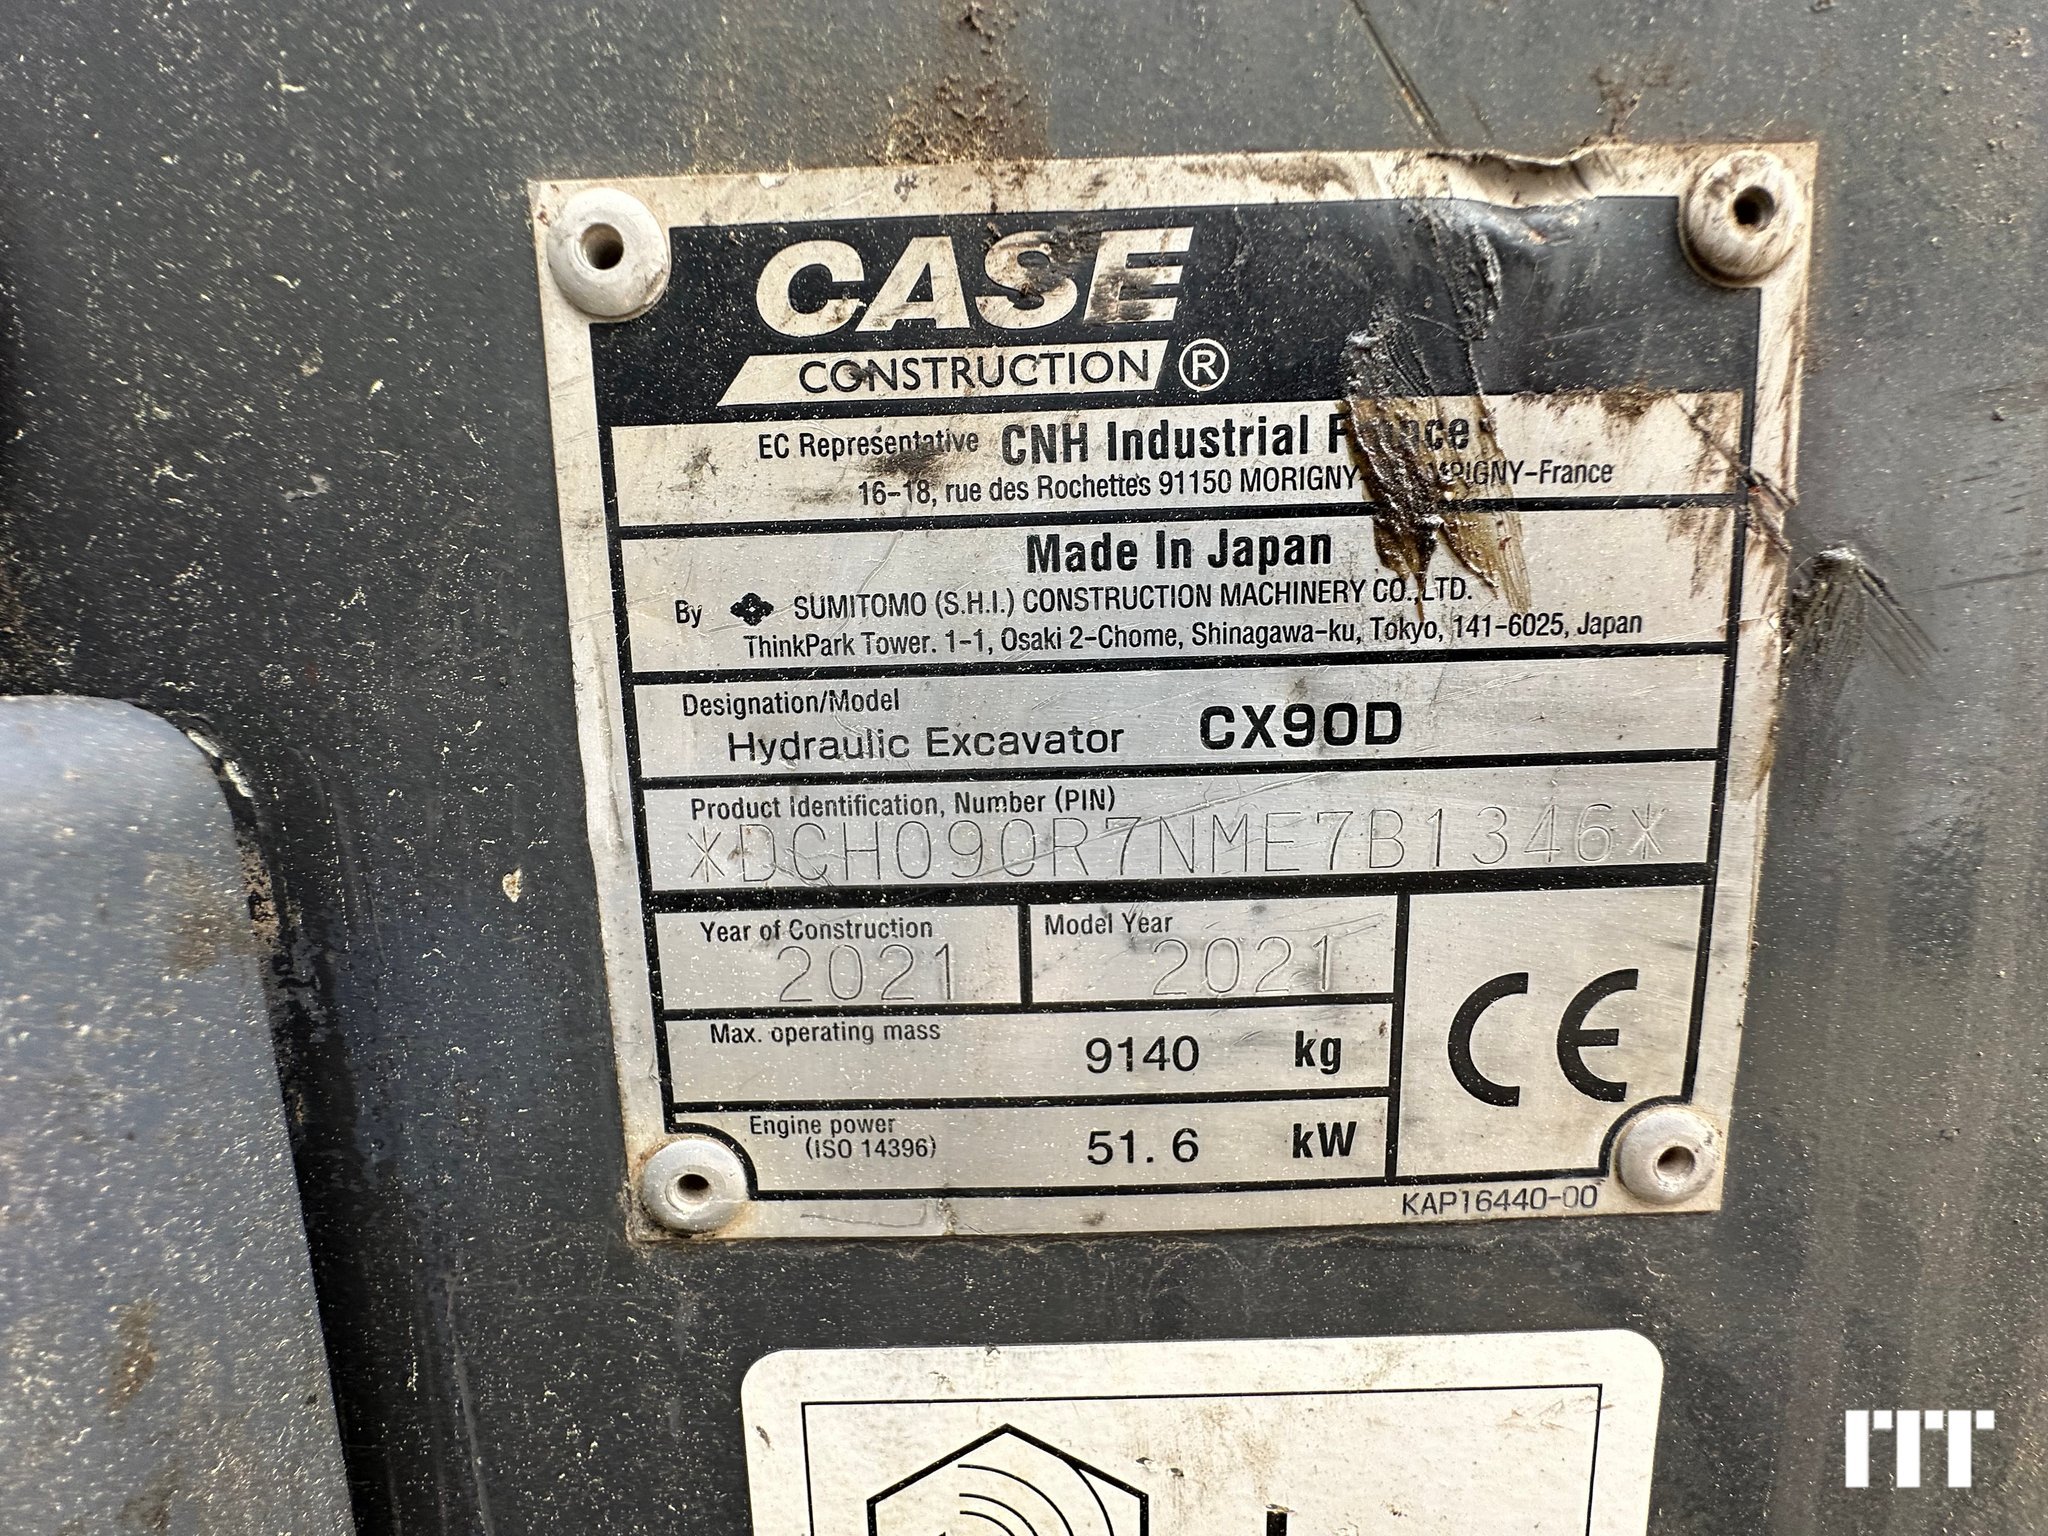 CASE
CONSTRUCTION ®
EC Representative CNH Industrial France
16-18, rue des Rochettes 91150 MORIGNY-France
Made In Japan
By SUMITOMO (S.H.I.) CONSTRUCTION MACHINERY CO.,LTD.
ThinkPark Tower. 1-1, Osaki 2-Chome, Shinagawa-ku, Tokyo, 141-6025, Japan
Designation/Model
Hydraulic Excavator CX90D
Product Identification, Number (PIN)
*DCH090R7NME7B1346*
Year of Construction Model Year
2021 2021
Max. operating mass 9140 kg
Engine power
(ISO 14396) 51.6 kW
CE
KAP16440-00